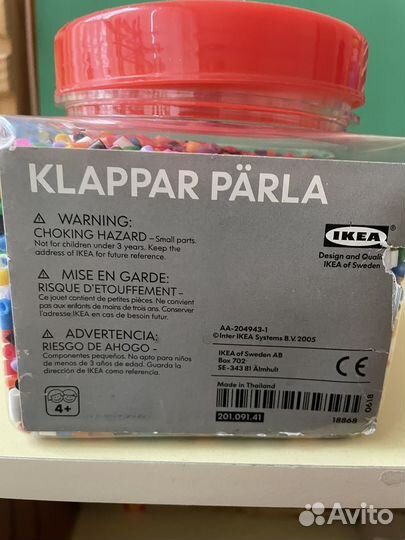 KLAPPAR PÄRLA
WARNING:
CHOKING HAZARD – Small parts.
Not for children under 3 years. Keep the
address of IKEA for future reference.
MISE EN GARDE:
RISQUE D'ETOUFFEMENT –
Ce jouet contient de petites pièces. Ne convient
pas aux enfants de moins de trois ans. Conserver
l'adresse IKEA en cas de besoin futur.
ADVERTENCIA:
RIESGO DE AHOGO –
Componentes pequeños. No apto para niños
de menos de 3 años de edad. Guarda la
dirección de IKEA como referencia.
4+
IKEA
Design and Quality
IKEA of Sweden
AA-204943-1
©Inter IKEA Systems B.V. 2005
IKEA of Sweden AB
Box 702
SE-343 81 Älmhult
CE
Made in Thailand
201.091.41
18868
0618
Avito